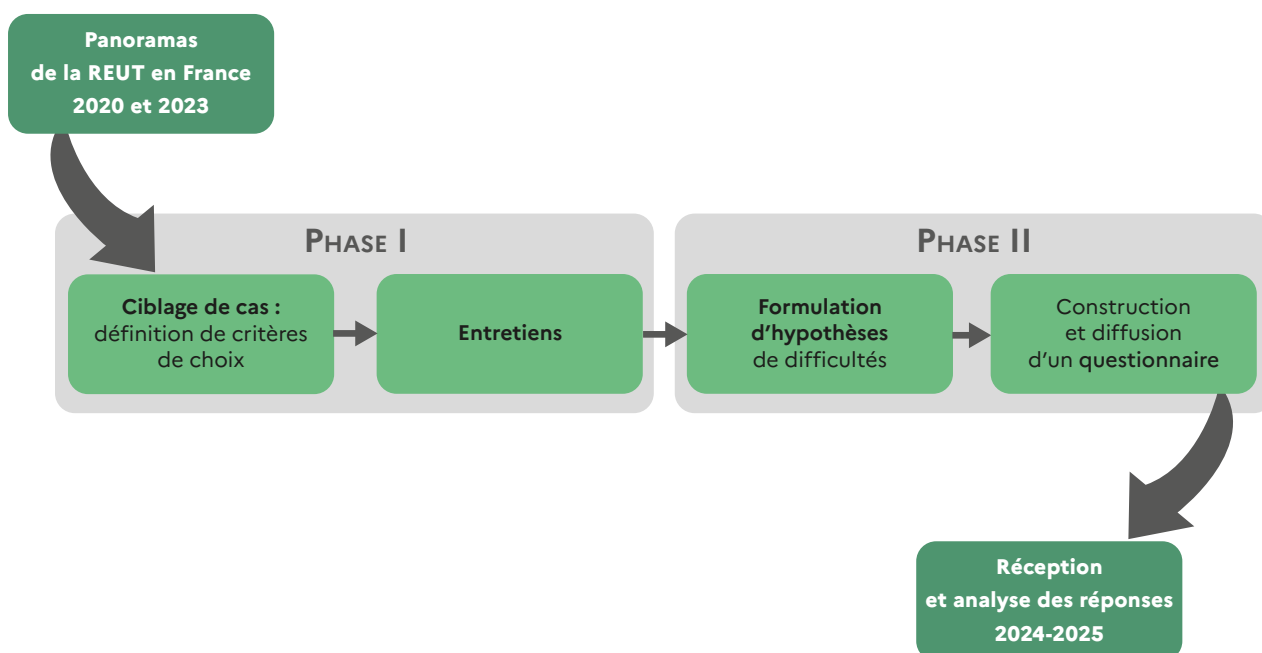 Panoramas
de la REUT en France
2020 et 2023
PHASE I
Ciblage de cas :
définition de critères
de choix
Entretiens
PHASE II
Formulation
d'hypothèses
de difficultés
Construction
et diffusion
d'un questionnaire
Réception
et analyse des réponses
2024-2025